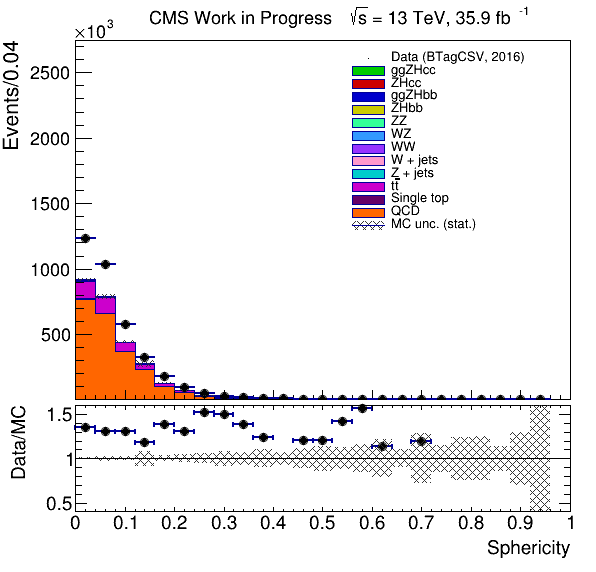 CMS Work in Progress √s = 13 TeV, 35.9 fb⁻¹
×10³
Events/0.04
2500
2000
1500
1000
500
Data (BTagCSV, 2016)
ggZHcc
ZHcc
ggZHbb
ZHbb
ZZ
WZ
WW
W + jets
Z + jets
tt̅
Single top
QCD
MC unc. (stat.)
Data/MC
1.5
1
0.5
0 0.1 0.2 0.3 0.4 0.5 0.6 0.7 0.8 0.9 1
Sphericity